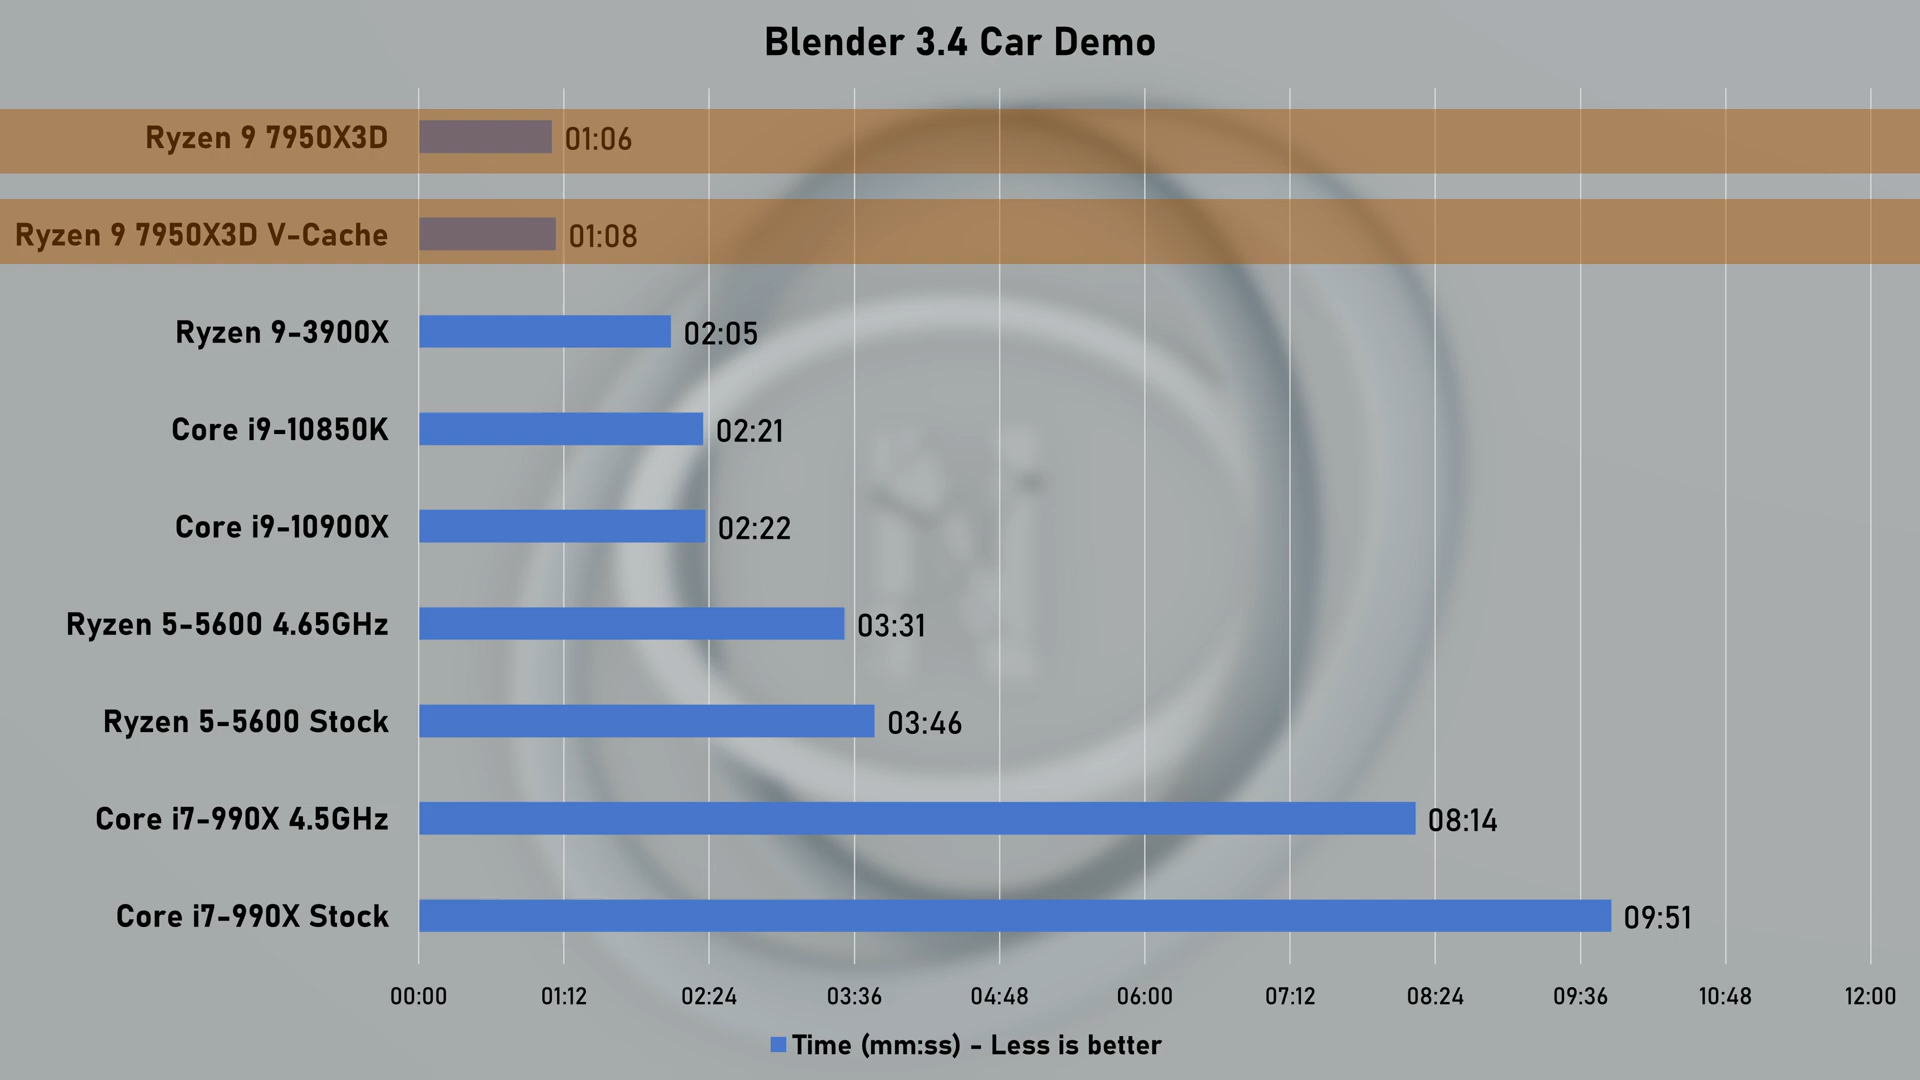 Blender 3.4 Car Demo
Ryzen 9 7950X3D 01:06
Ryzen 9 7950X3D V-Cache 01:08
Ryzen 9-3900X 02:05
Core i9-10850K 02:21
Core i9-10900X 02:22
Ryzen 5-5600 4.65GHz 03:31
Ryzen 5-5600 Stock 03:46
Core i7-990X 4.5GHz 08:14
Core i7-990X Stock 09:51
00:00 01:12 02:24 03:36 04:48 06:00 07:12 08:24 09:36 10:48 12:00
Time (mm:ss) - Less is better